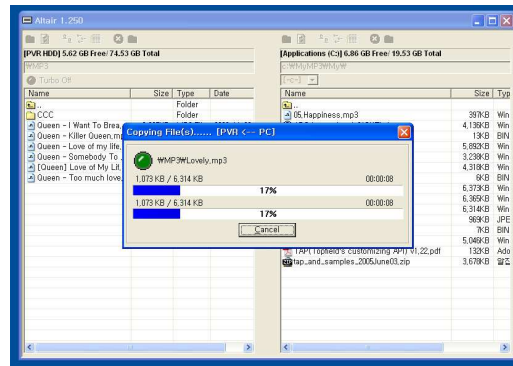 Altair 1.250
[PVR HDD] 5.62 GB Free/ 74.53 GB Total
₩MP3
Turbo Off
Name Size Type Date
.. Folder
CCC Folder
Queen - I Want To Brea
Queen - Killer Queen,m
Queen - Love of my life,
Queen - Somebody To
[Queen] Love of My Lif
Queen - Too much love
[Applications (C:)] 6.86 GB Free/ 19.53 GB Total
c:₩MyMP3₩My₩
[-c-]
Name Size Typ
..
05,Happiness,mp3 397KB Win
4,136KB Win
13KB BIN
5,892KB Win
3,238KB Win
4,318KB Win
6KB BIN
6,373KB Win
6,365KB Win
6,314KB Win
969KB JPE
7KB BIN
5,046KB Win
TAP(Topfield's customizing API) v1,22,pdf 132KB Ado
tap_and_samples_2005June03,zip 3,678KB 알집
Copying File(s)...... [PVR <-- PC]
₩MP3₩Lovely,mp3
1,073 KB / 6,314 KB 00:00:08
17%
1,073 KB / 6,314 KB 00:00:08
17%
Cancel